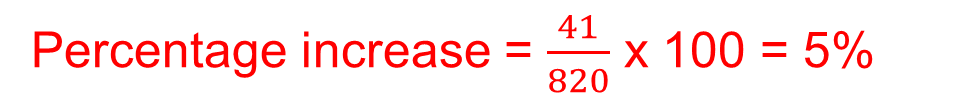 Percentage increase = 41/820 x 100 = 5%